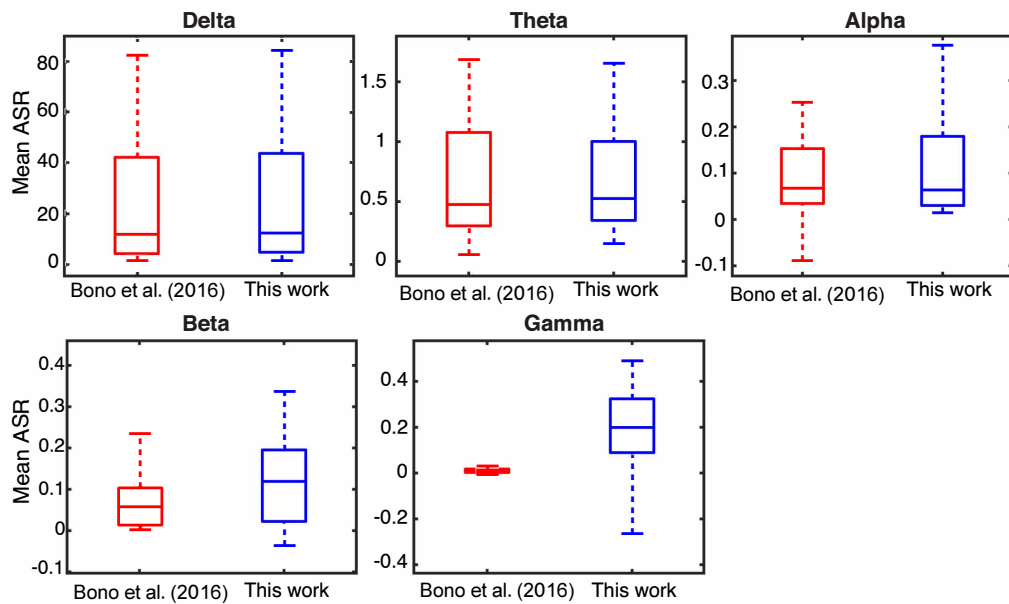 Delta
Theta
Alpha
Mean ASR
80
60
40
20
0
1.5
1
0.5
0
0.3
0.2
0.1
0
-0.1
Bono et al. (2016) This work
Bono et al. (2016) This work
Bono et al. (2016) This work
Beta
Gamma
Mean ASR
0.4
0.3
0.2
0.1
0
-0.1
0.4
0.2
0
-0.2
-0.4
Bono et al. (2016) This work
Bono et al. (2016) This work